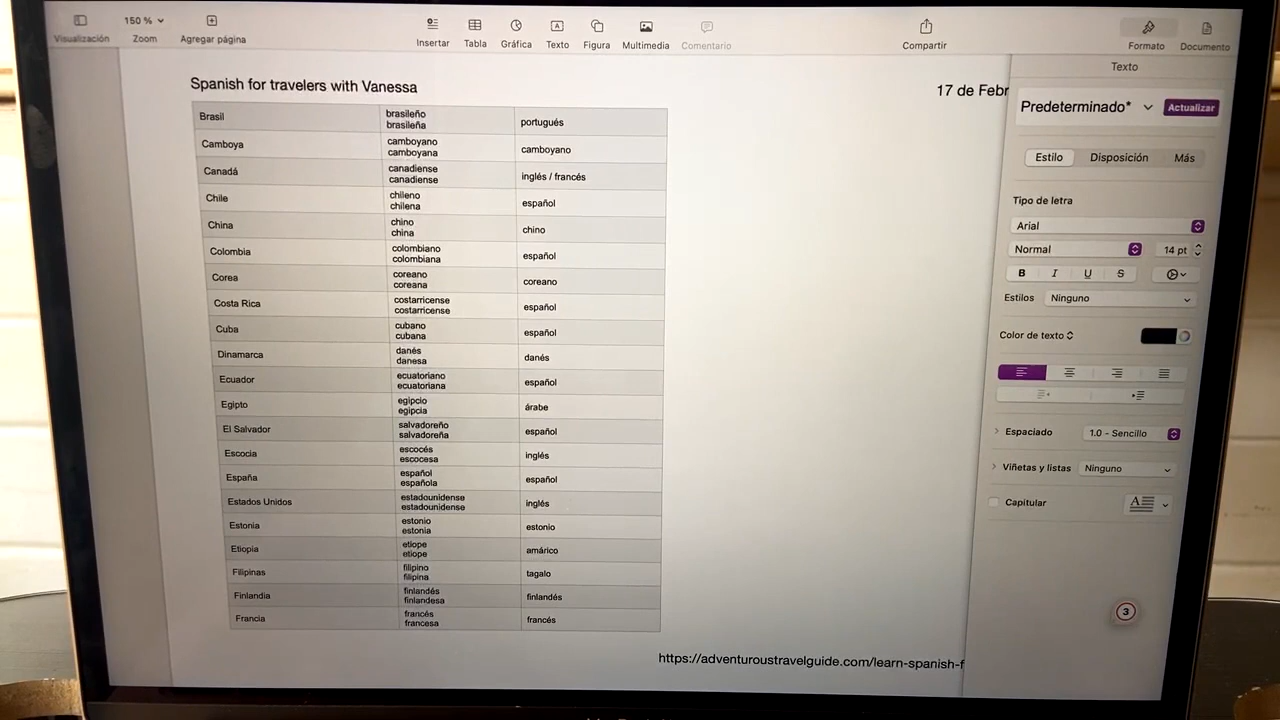 150 %
Visualización Zoom Agregar página Insertar Tabla Gráfica Texto Figura Multimedia Comentario Compartir Formato Documento
Spanish for travelers with Vanessa
17 de Febr
Brasil brasileño portugués
brasileña
Camboya camboyano camboyano
camboyana
Canadá canadiense inglés / francés
canadiense
Chile chileno español
chilena
China chino chino
china
Colombia colombiano español
colombiana
Corea coreano coreano
coreana
Costa Rica costarricense español
costarricense
Cuba cubano español
cubana
Dinamarca danés danés
danesa
Ecuador ecuatoriano español
ecuatoriana
Egipto egipcio árabe
egipcia
El Salvador salvadoreño español
salvadoreña
Escocia escocés inglés
escocesa
España español español
española
Estados Unidos estadounidense inglés
estadounidense
Estonia estonio estonio
estonia
Etiopia etiope amárico
etiope
Filipinas filipino tagalo
filipina
Finlandia finlandés finlandés
finlandesa
Francia francés francés
francesa
https://adventuroustravelguide.com/learn-spanish-f
Texto
Predeterminado* Actualizar
Estilo Disposición Más
Tipo de letra
Arial
Normal 14 pt
B I U S
Estilos Ninguno
Color de texto
Espaciado 1.0 - Sencillo
Viñetas y listas Ninguno
Capitular A
3